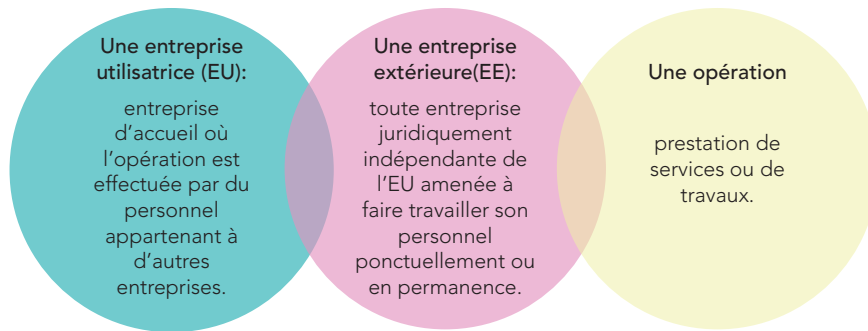 Une entreprise
utilisatrice (EU):
entreprise
d'accueil où
l'opération est
effectuée par du
personnel
appartenant à
d'autres
entreprises.
Une entreprise
extérieure(EE):
toute entreprise
juridiquement
indépendante de
l'EU amenée à
faire travailler son
personnel
ponctuellement ou
en permanence.
Une opération
prestation de
services ou de
travaux.